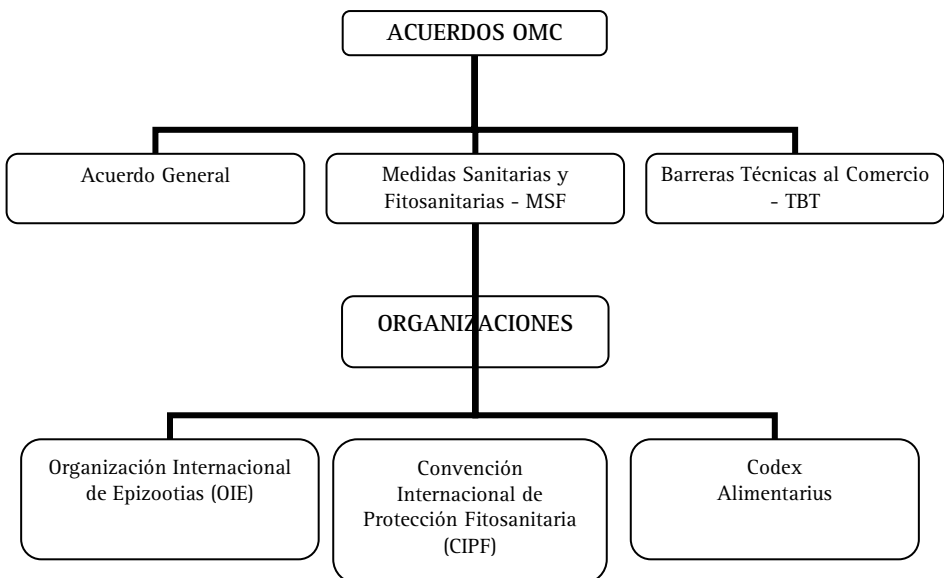 ACUERDOS OMC
Acuerdo General
Medidas Sanitarias y
Fitosanitarias - MSF
Barreras Técnicas al Comercio
- TBT
ORGANIZACIONES
Organización Internacional
de Epizootias (OIE)
Convención
Internacional de
Protección Fitosanitaria
(CIPF)
Codex
Alimentarius